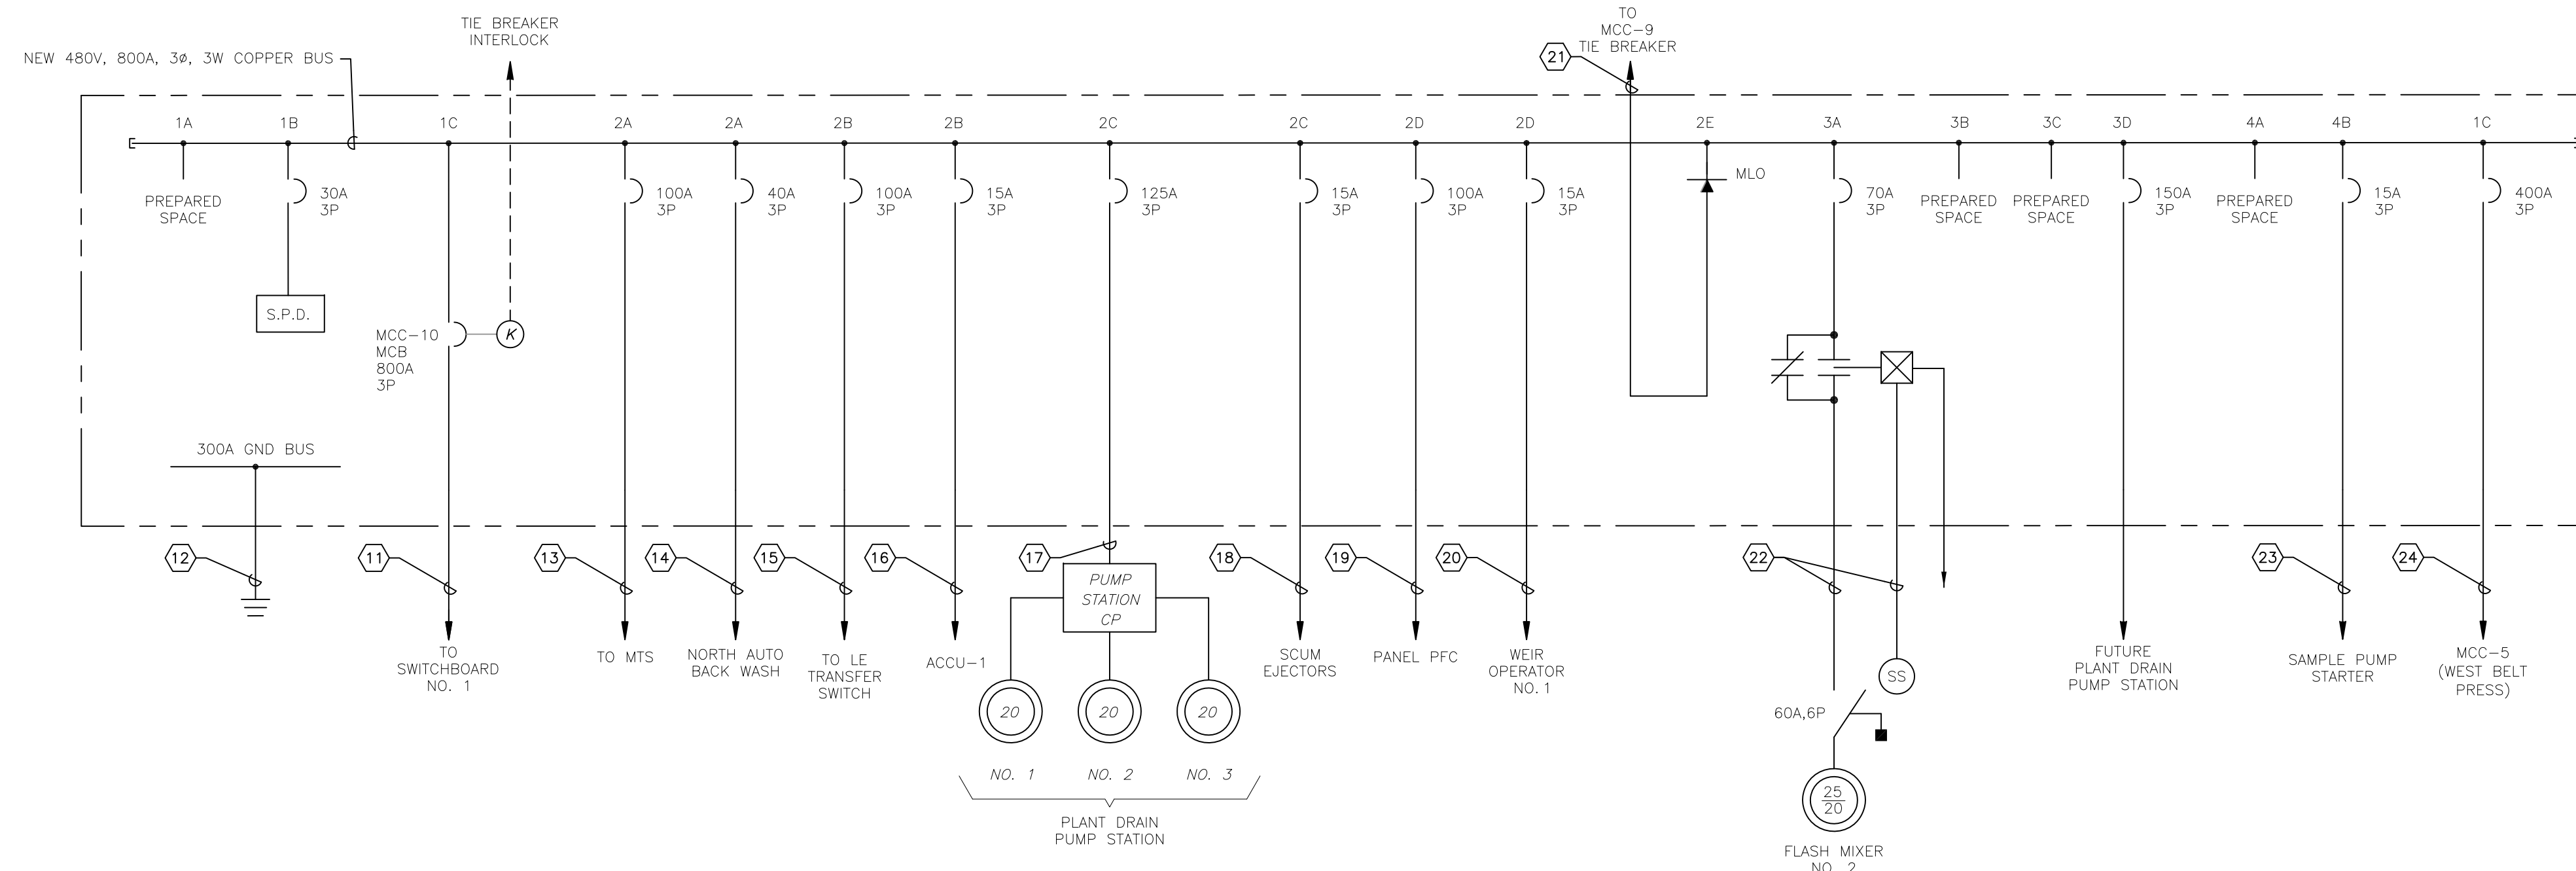 TIE BREAKER
INTERLOCK
TO
MCC-9
TIE BREAKER
21
NEW 480V, 800A, 3ø, 3W COPPER BUS
1A
1B
1C
2A
2A
2B
2B
2C
2C
2D
2D
2E
3A
3B
3C
3D
4A
4B
1C
PREPARED
SPACE
30A
3P
100A
3P
40A
3P
100A
3P
15A
3P
125A
3P
15A
3P
100A
3P
15A
3P
MLO
70A
3P
PREPARED
SPACE
PREPARED
SPACE
150A
3P
PREPARED
SPACE
15A
3P
400A
3P
S.P.D.
MCC-10
MCB
800A
3P
K
300A GND BUS
12
11
13
14
15
16
17
18
19
20
22
23
24
PUMP
STATION
CP
TO
SWITCHBOARD
NO. 1
TO MTS
NORTH AUTO
BACK WASH
TO LE
TRANSFER
SWITCH
ACCU-1
SCUM
EJECTORS
PANEL PFC
WEIR
OPERATOR
NO. 1
SS
FUTURE
PLANT DRAIN
PUMP STATION
SAMPLE PUMP
STARTER
MCC-5
(WEST BELT
PRESS)
20
20
20
60A,6P
NO. 1
NO. 2
NO. 3
25
20
PLANT DRAIN
PUMP STATION
FLASH MIXER
NO. 2